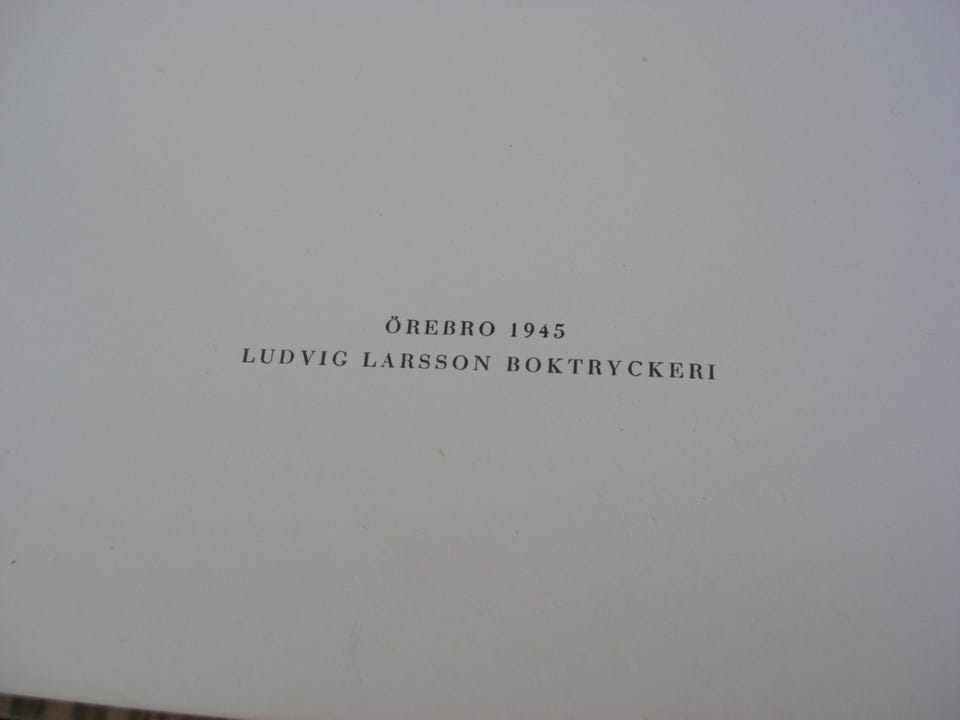 ÖREBRO 1945
LUDVIG LARSSON BOKTRYCKERI